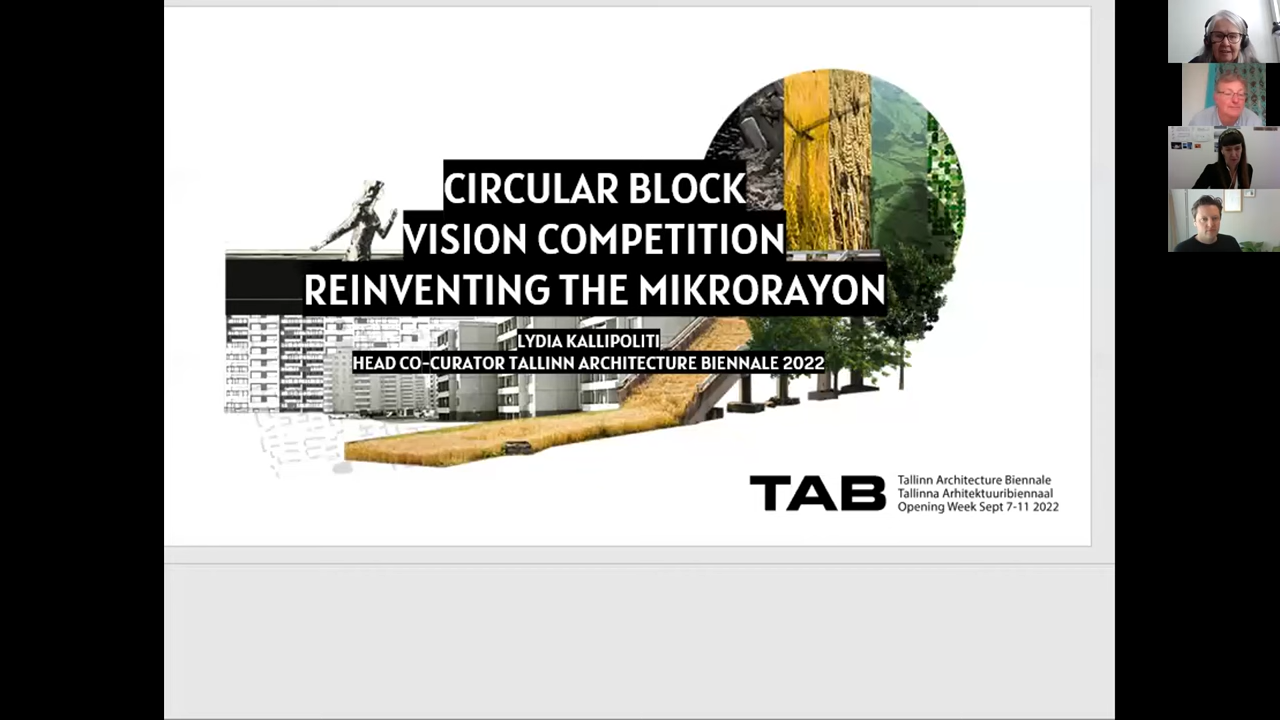 CIRCULAR BLOCK
VISION COMPETITION
REINVENTING THE MIKRORAYON
LYDIA KALLIPOLITI
HEAD CO-CURATOR TALLINN ARCHITECTURE BIENNALE 2022
TAB
Tallinn Architecture Biennale
Tallinna Arhitektuuribiennaal
Opening Week Sept 7-11 2022